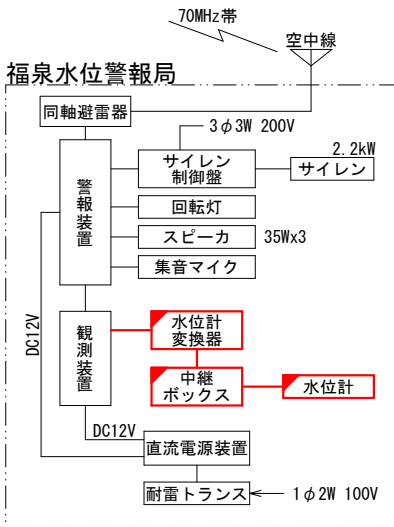 70MHz帯
空中線
福泉水位警報局
同軸避雷器
3φ3W 200V
2.2kW
サイレン
制御盤
サイレン
警報装置
回転灯
スピーカ
35Wx3
集音マイク
DC12V
観測装置
水位計
変換器
中継
ボックス
水位計
DC12V
直流電源装置
耐雷トランス
1φ2W 100V